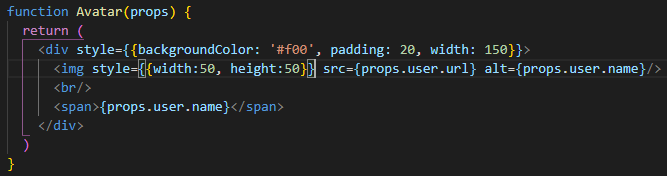 function Avatar(props) {
return (
<div style={{backgroundColor: '#f00', padding: 20, width: 150}}>
<img style={{width:50, height:50}} src={props.user.url} alt={props.user.name}/>
<br/>
<span>{props.user.name}</span>
</div>
)
}